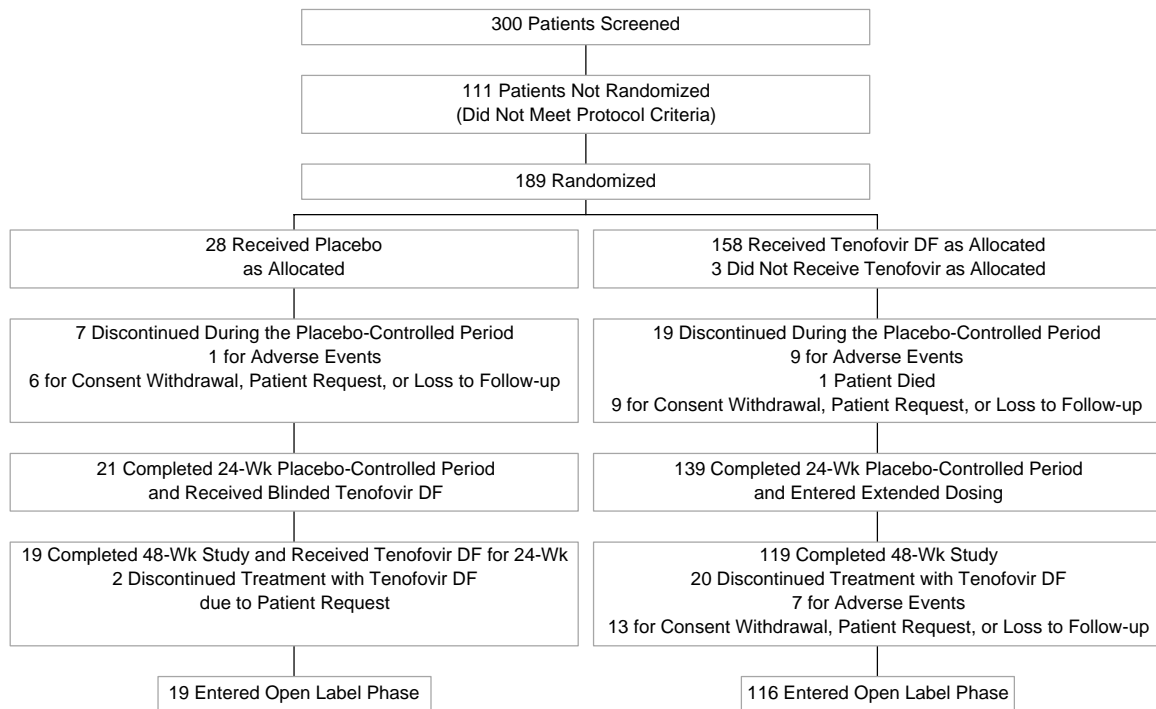 300 Patients Screened
111 Patients Not Randomized
(Did Not Meet Protocol Criteria)
189 Randomized
28 Received Placebo
as Allocated
158 Received Tenofovir DF as Allocated
3 Did Not Receive Tenofovir as Allocated
7 Discontinued During the Placebo-Controlled Period
1 for Adverse Events
6 for Consent Withdrawal, Patient Request, or Loss to Follow-up
19 Discontinued During the Placebo-Controlled Period
9 for Adverse Events
1 Patient Died
9 for Consent Withdrawal, Patient Request, or Loss to Follow-up
21 Completed 24-Wk Placebo-Controlled Period
and Received Blinded Tenofovir DF
139 Completed 24-Wk Placebo-Controlled Period
and Entered Extended Dosing
19 Completed 48-Wk Study and Received Tenofovir DF for 24-Wk
2 Discontinued Treatment with Tenofovir DF
due to Patient Request
119 Completed 48-Wk Study
20 Discontinued Treatment with Tenofovir DF
7 for Adverse Events
13 for Consent Withdrawal, Patient Request, or Loss to Follow-up
19 Entered Open Label Phase
116 Entered Open Label Phase